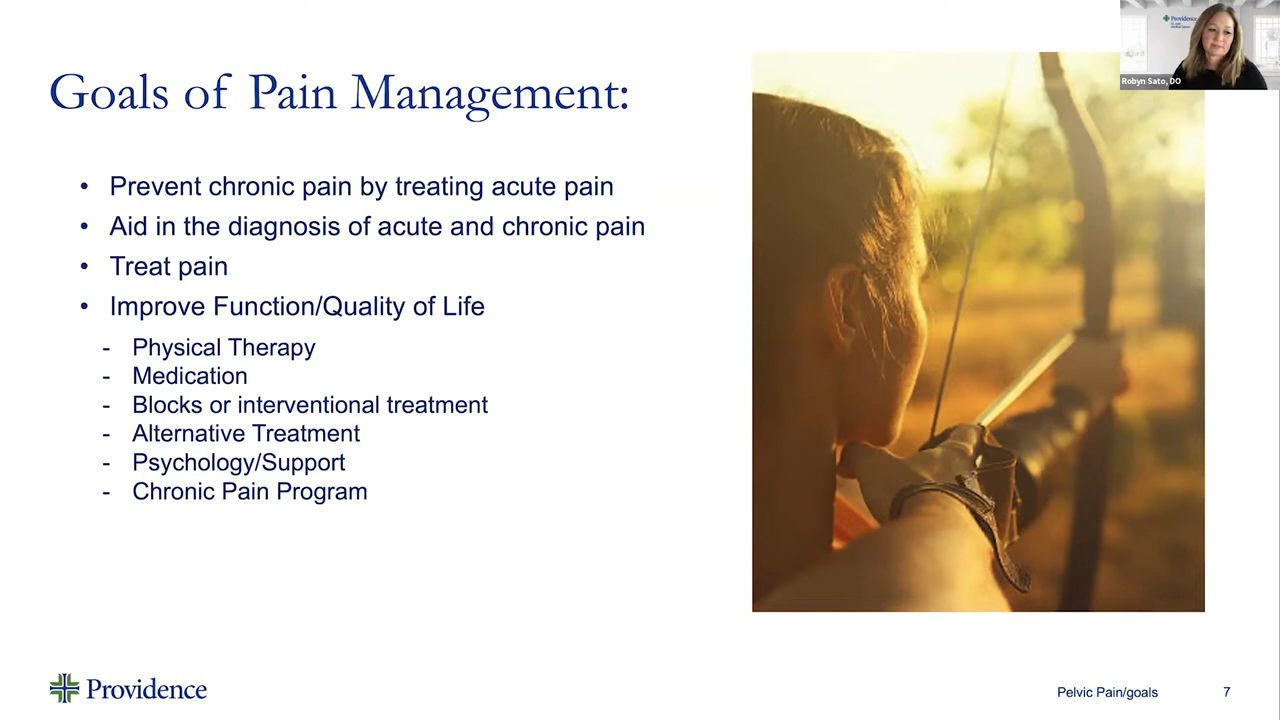 Goals of Pain Management:
• Prevent chronic pain by treating acute pain
• Aid in the diagnosis of acute and chronic pain
• Treat pain
• Improve Function/Quality of Life
- Physical Therapy
- Medication
- Blocks or interventional treatment
- Alternative Treatment
- Psychology/Support
- Chronic Pain Program
Providence
Robyn Sato, DO
Providence
Pelvic Pain/goals
7